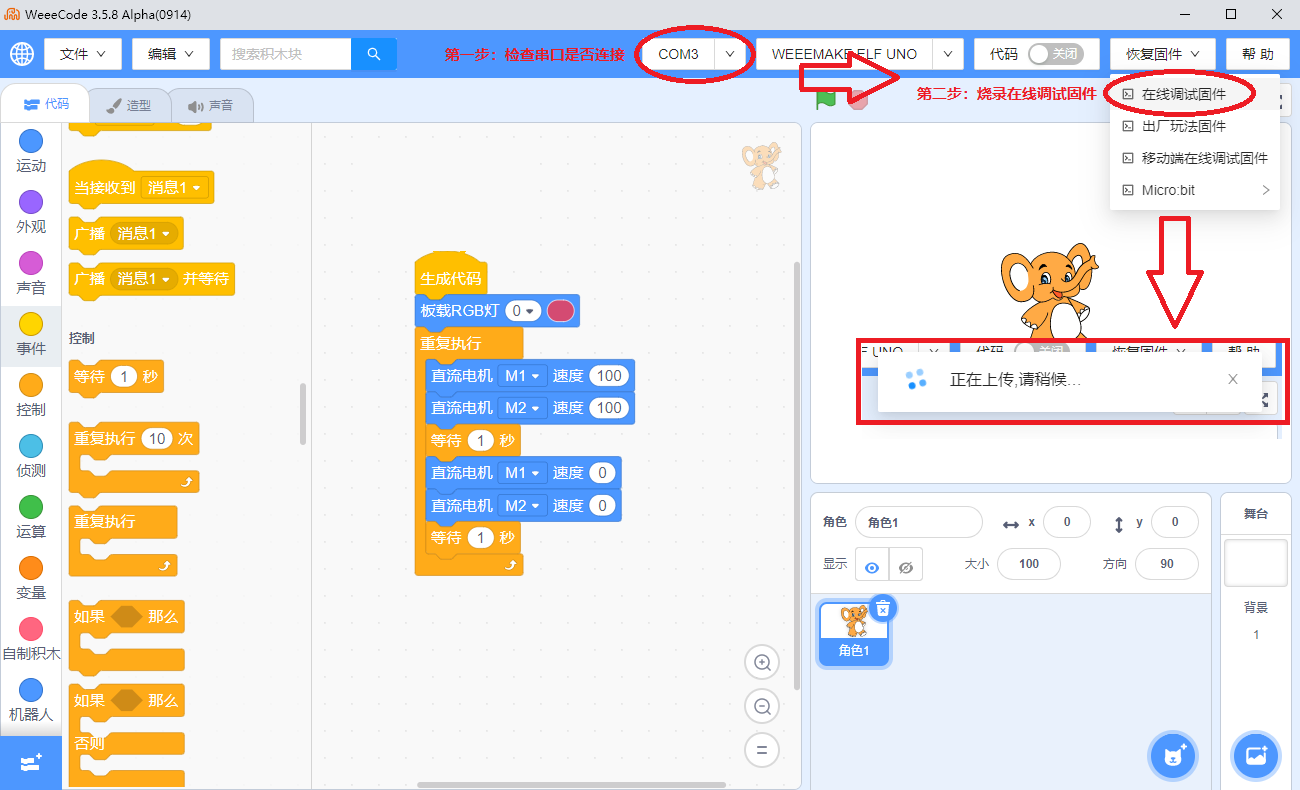 WeeeCode 3.5.8 Alpha(0914)
文件
编辑
搜索积木块
第一步：检查串口是否连接
COM3
WEEEMAKE ELF UNO
代码
关闭
恢复固件
帮 助
代码
造型
声音
第二步：烧录在线调试固件
在线调试固件
出厂玩法固件
移动端在线调试固件
Micro:bit
运动
外观
声音
事件
控制
侦测
运算
变量
自制积木
机器人
当接收到 消息1
广播 消息1
广播 消息1 并等待
控制
等待 1 秒
重复执行 10 次
重复执行
如果 那么
如果 那么
否则
生成代码
板载RGB灯 0
重复执行
直流电机 M1 速度 100
直流电机 M2 速度 100
等待 1 秒
直流电机 M1 速度 0
直流电机 M2 速度 0
等待 1 秒
F UNO 代码 关闭 恢复固件 帮 助
正在上传,请稍候...
角色 角色1 x 0 y 0
显示 大小 100 方向 90
角色1
舞台
背景
1